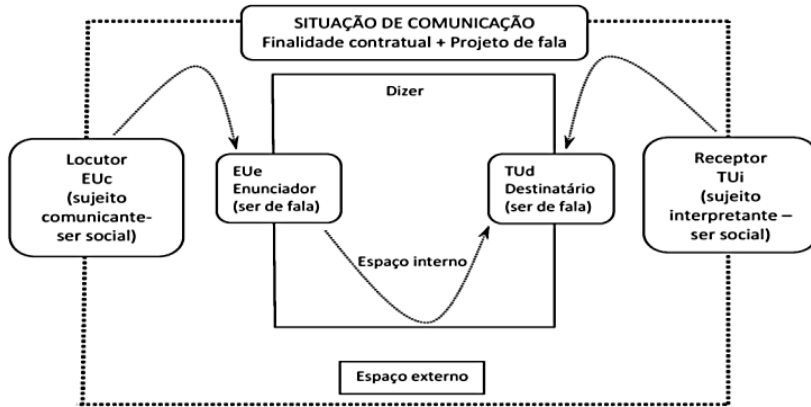 SITUAÇÃO DE COMUNICAÇÃO
Finalidade contratual + Projeto de fala
Dizer
Locutor
EUc
(sujeito
comunicante-
ser social)
EUe
Enunciador
(ser de fala)
TUd
Destinatário
(ser de fala)
Receptor
TUi
(sujeito
interpretante –
ser social)
Espaço interno
Espaço externo